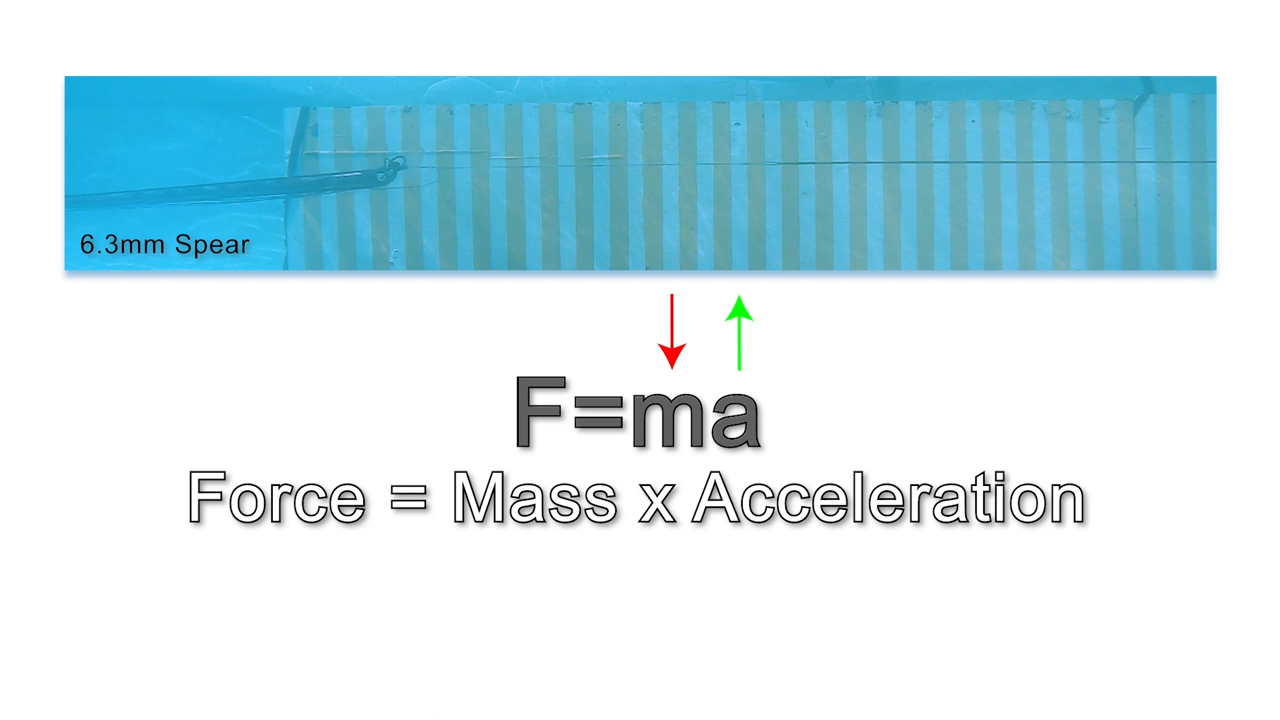 6.3mm Spear
F=ma
Force = Mass x Acceleration